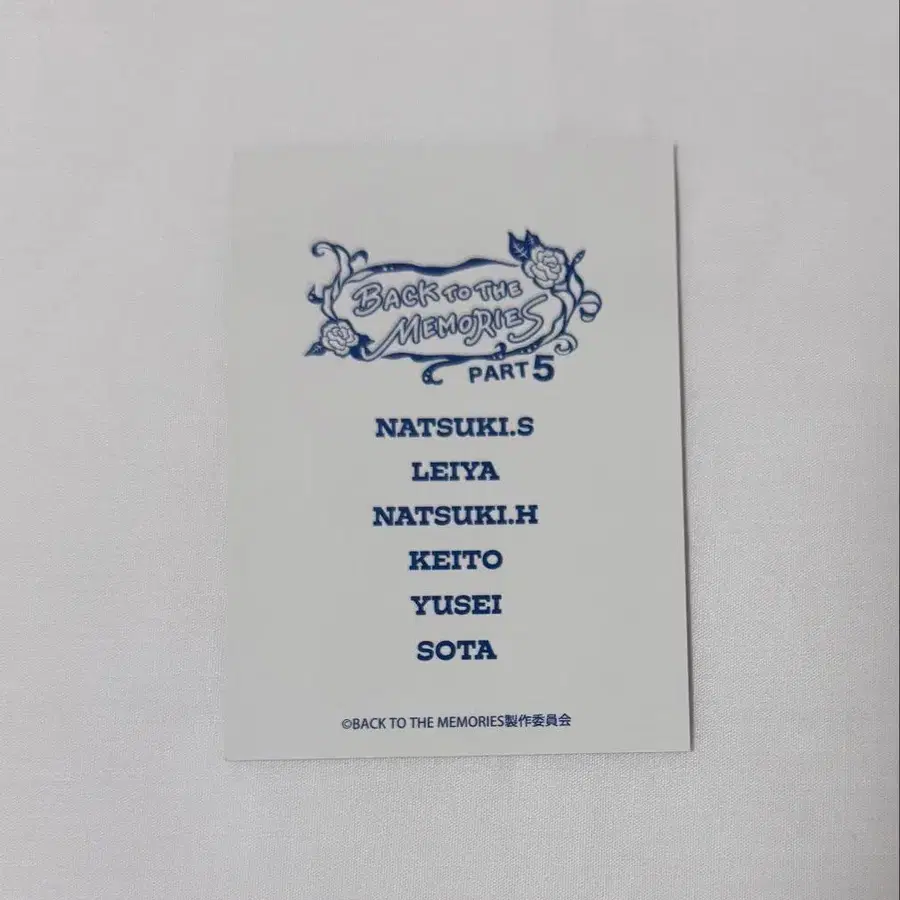 BACK TO THE
MEMORIES
PART 5
NATSUKI.S
LEIYA
NATSUKI.H
KEITO
YUSEI
SOTA
©BACK TO THE MEMORIES製作委員会